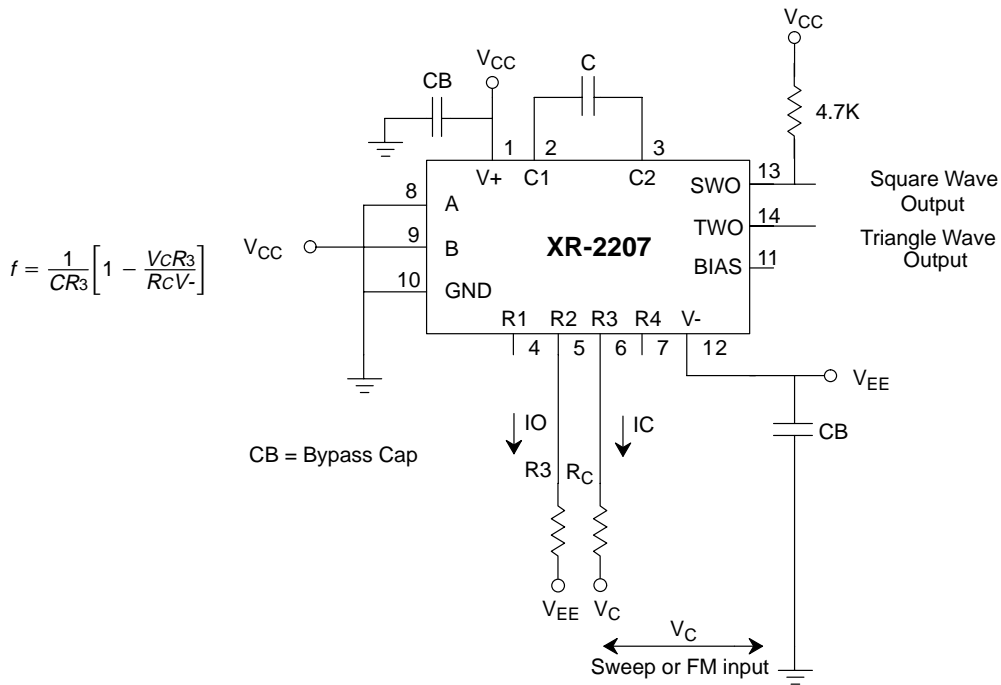 VCC
VCC
C
CB
4.7K
1
2
3
V+
C1
C2
8
A
SWO
13
Square Wave
Output
9
B
XR-2207
TWO
14
Triangle Wave
Output
VCC
10
GND
BIAS
11
f = 1/CR3 [1 - VCR3/RCV-]
R1
R2
R3
R4
V-
4
5
6
7
12
VEE
IO
IC
CB
CB = Bypass Cap
R3
RC
VEE
VC
VC
Sweep or FM input